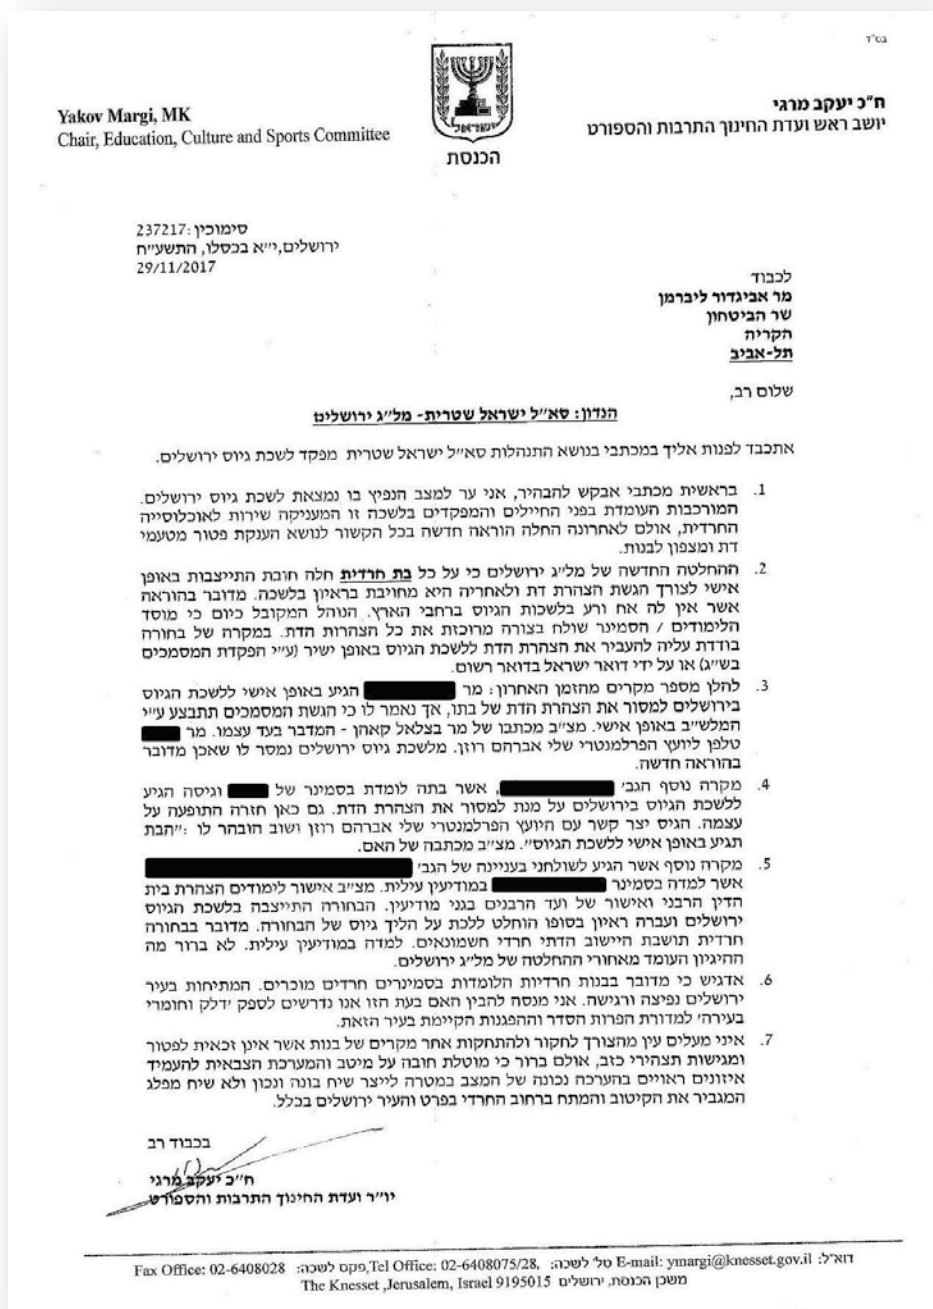 בס"ד
Yakov Margi, MK
Chair, Education, Culture and Sports Committee
הכנסת
ח"כ יעקב מרגי
יושב ראש ועדת החינוך התרבות והספורט
סימוכין: 237217
ירושלים, י"א בכסלו, התשע"ח
29/11/2017
לכבוד
מר אביגדור ליברמן
שר הביטחון
הקריה
תל-אביב
שלום רב,
הנדון: סא"ל ישראל שטרית- מל"ג ירושלים
אתכבד לפנות אליך במכתבי בנושא התנהלות סא"ל ישראל שטרית מפקד לשכת גיוס ירושלים.
1. בראשית מכתבי אבקש להבהיר, אני ער למצב הנפיץ בו נמצאת לשכת גיוס ירושלים.
המורכבות העומדת בפני החיילים והמפקדים בלשכה זו המעניקה שירות לאוכלוסייה
החרדית, אולם לאחרונה החלה הוראה חדשה בכל הקשור לנושא הענקת פטור מטעמי
דת ומצפון לבנות.
2. ההחלטה החדשה של מל"ג ירושלים כי על כל בת חרדית חלה חובת התייצבות באופן
אישי לצורך הגשת הצהרת דת ולאחריה היא מחויבת בראיון בלשכה. מדובר בהוראה
אשר אין לה אח ורע בלשכות הגיוס ברחבי הארץ. הנוהל המקובל כיום כי מוסד
הלימודים / הסמינר שולח בצורה מרוכזת את כל הצהרות הדת. במקרה של בחורה
בודדת עליה להעביר את הצהרת הדת ללשכת הגיוס באופן ישיר (ע"י הפקדת המסמכים
בש"ג) או על ידי דואר ישראל בדואר רשום.
3. להלן מספר מקרים מהזמן האחרון: מר הגיע באופן אישי ללשכת הגיוס
בירושלים למסור את הצהרת הדת של בתו, אך נאמר לו כי הגשת המסמכים תתבצע ע"י
המלש"ב באופן אישי. מצ"ב מכתבו של מר בצלאל קאהן - המדבר בעד עצמו. מר
טלפן ליועץ הפרלמנטרי שלי אברהם רוזן. מלשכת גיוס ירושלים נמסר לו שאכן מדובר
בהוראה חדשה.
4. מקרה נוסף הגב' , אשר בתה לומדת בסמינר של וגיסה הגיע
ללשכת הגיוס בירושלים על מנת למסור את הצהרת הדת. גם כאן חזרה התופעה על
עצמה. הגיס יצר קשר עם היועץ הפרלמנטרי שלי אברהם רוזן ושוב הובהר לו :"הבת
תגיע באופן אישי ללשכת הגיוס". מצ"ב מכתבה של האם.
5. מקרה נוסף אשר הגיע לשולחני בעניינה של הגב'
אשר למדה בסמינר במודיעין עילית. מצ"ב אישור לימודים הצהרת בית
הדין הרבני ואישור של ועד הרבנים בגני מודיעין. הבחורה התייצבה בלשכת הגיוס
ירושלים ועברה ראיון בסופו הוחלט ללכת על הליך גיוס של הבחורה. מדובר בבחורה
חרדית תושבת היישוב הדתי חרדי חשמונאים. למדה במודיעין עילית. לא ברור מה
ההיגיון העומד מאחורי ההחלטה של מל"ג ירושלים.
6. אדגיש כי מדובר בבנות חרדיות הלומדות בסמינרים חרדים מוכרים. המתיחות בעיר
ירושלים נפיצה ורגישה. אני מנסה להבין האם בעת הזו אנו נדרשים לספק 'דלק וחומרי
בעירה' למדורת הפרות הסדר וההפגנות הקיימת בעיר הזאת.
7. איני מעלים עין מהצורך לחקור ולהתחקות אחר מקרים של בנות אשר אינן זכאית לפטור
ומגישות תצהירי כזב, אולם ברור כי מוטלת חובה על מיטב והמערכת הצבאית להעמיד
איזונים ראויים בהערכה נכונה של המצב במטרה לייצר שיח בונה ונכון ולא שיח מפלג
המגביר את הקיטוב והמתח ברחוב החרדי בפרט והעיר ירושלים בכלל.
בכבוד רב
ח"כ יעקב מרגי
יו"ר ועדת החינוך התרבות והספורט
דוא"ל: E-mail: ymargi@knesset.gov.il טל' לשכה: Tel Office: 02-6408075/28, פקס לשכה: Fax Office: 02-6408028
משכן הכנסת, ירושלים The Knesset ,Jerusalem, Israel 9195015